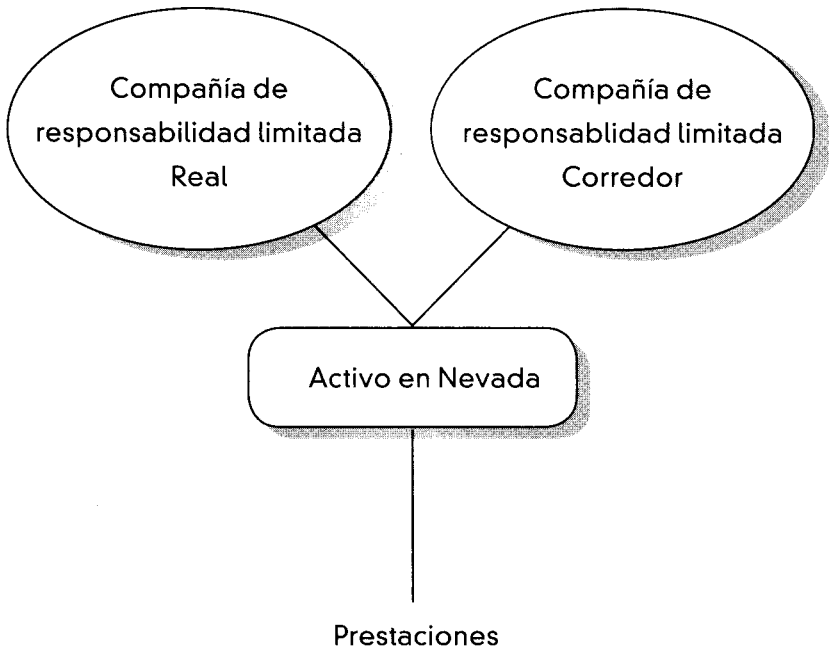 Compañía de
responsabilidad limitada
Real
Compañía de
responsablidad limitada
Corredor
Activo en Nevada
Prestaciones